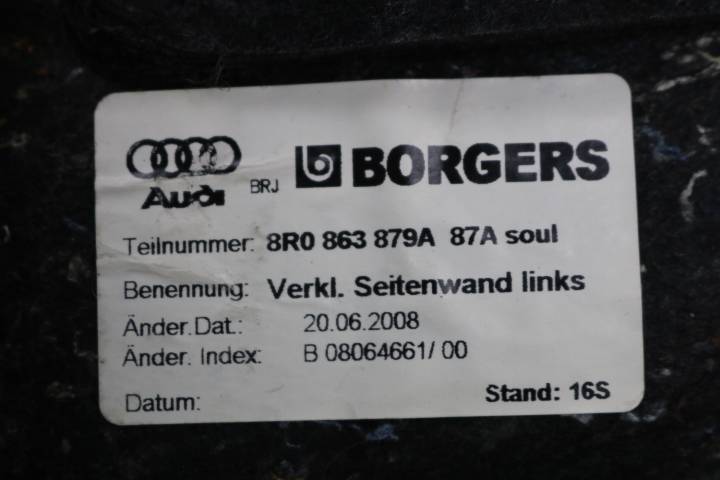 Audi BRJ b BORGERS
Teilnummer: 8R0 863 879A 87A soul
Benennung: Verkl. Seitenwand links
Änder.Dat.: 20.06.2008
Änder. Index: B 08064661/ 00
Datum: Stand: 16S